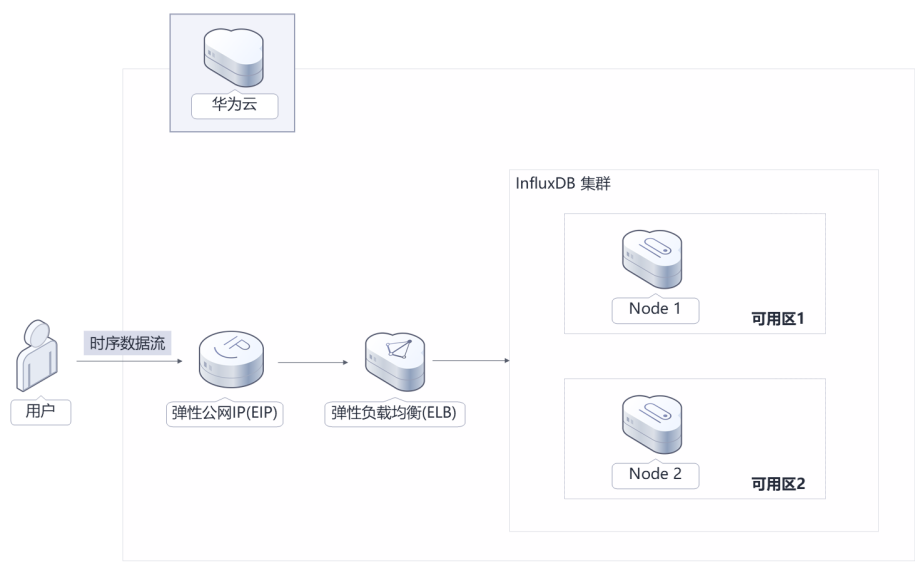 华为云
InfluxDB 集群
Node 1
可用区1
时序数据流
用户
弹性公网IP(EIP)
弹性负载均衡(ELB)
Node 2
可用区2
IP